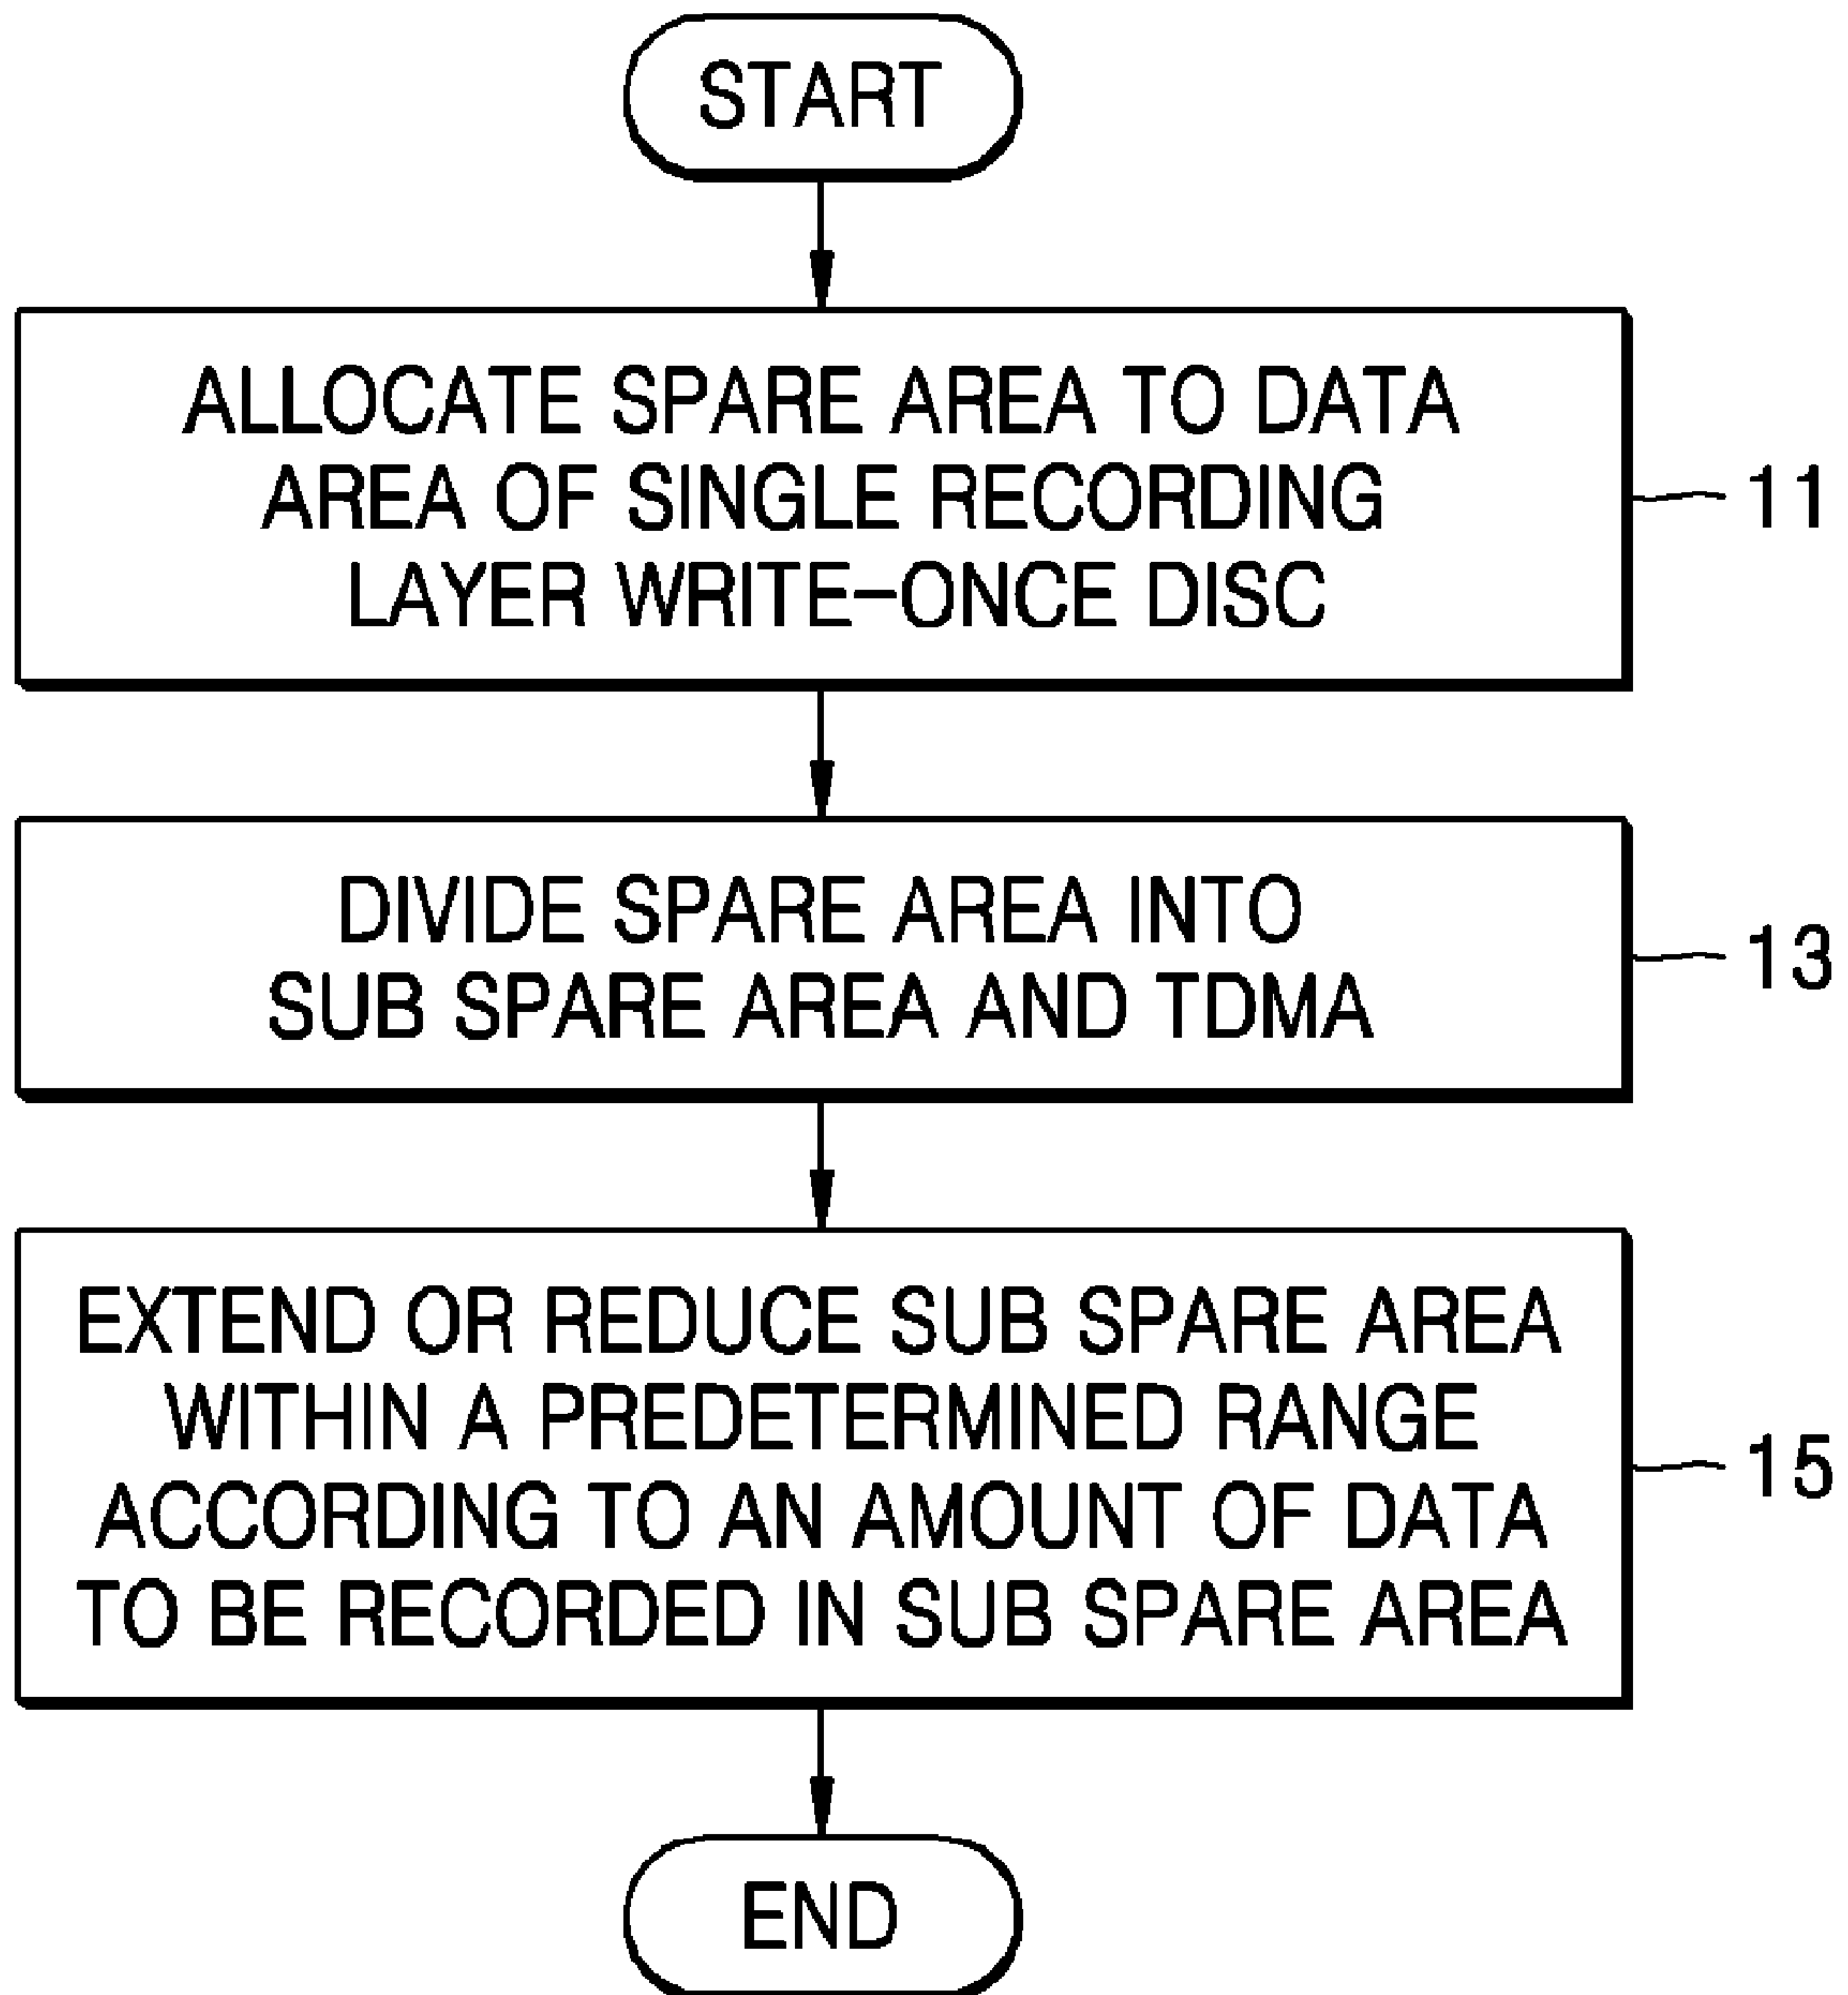 START
ALLOCATE SPARE AREA TO DATA
AREA OF SINGLE RECORDING
LAYER WRITE-ONCE DISC
11
DIVIDE SPARE AREA INTO
SUB SPARE AREA AND TDMA
13
EXTEND OR REDUCE SUB SPARE AREA
WITHIN A PREDETERMINED RANGE
ACCORDING TO AN AMOUNT OF DATA
TO BE RECORDED IN SUB SPARE AREA
15
END